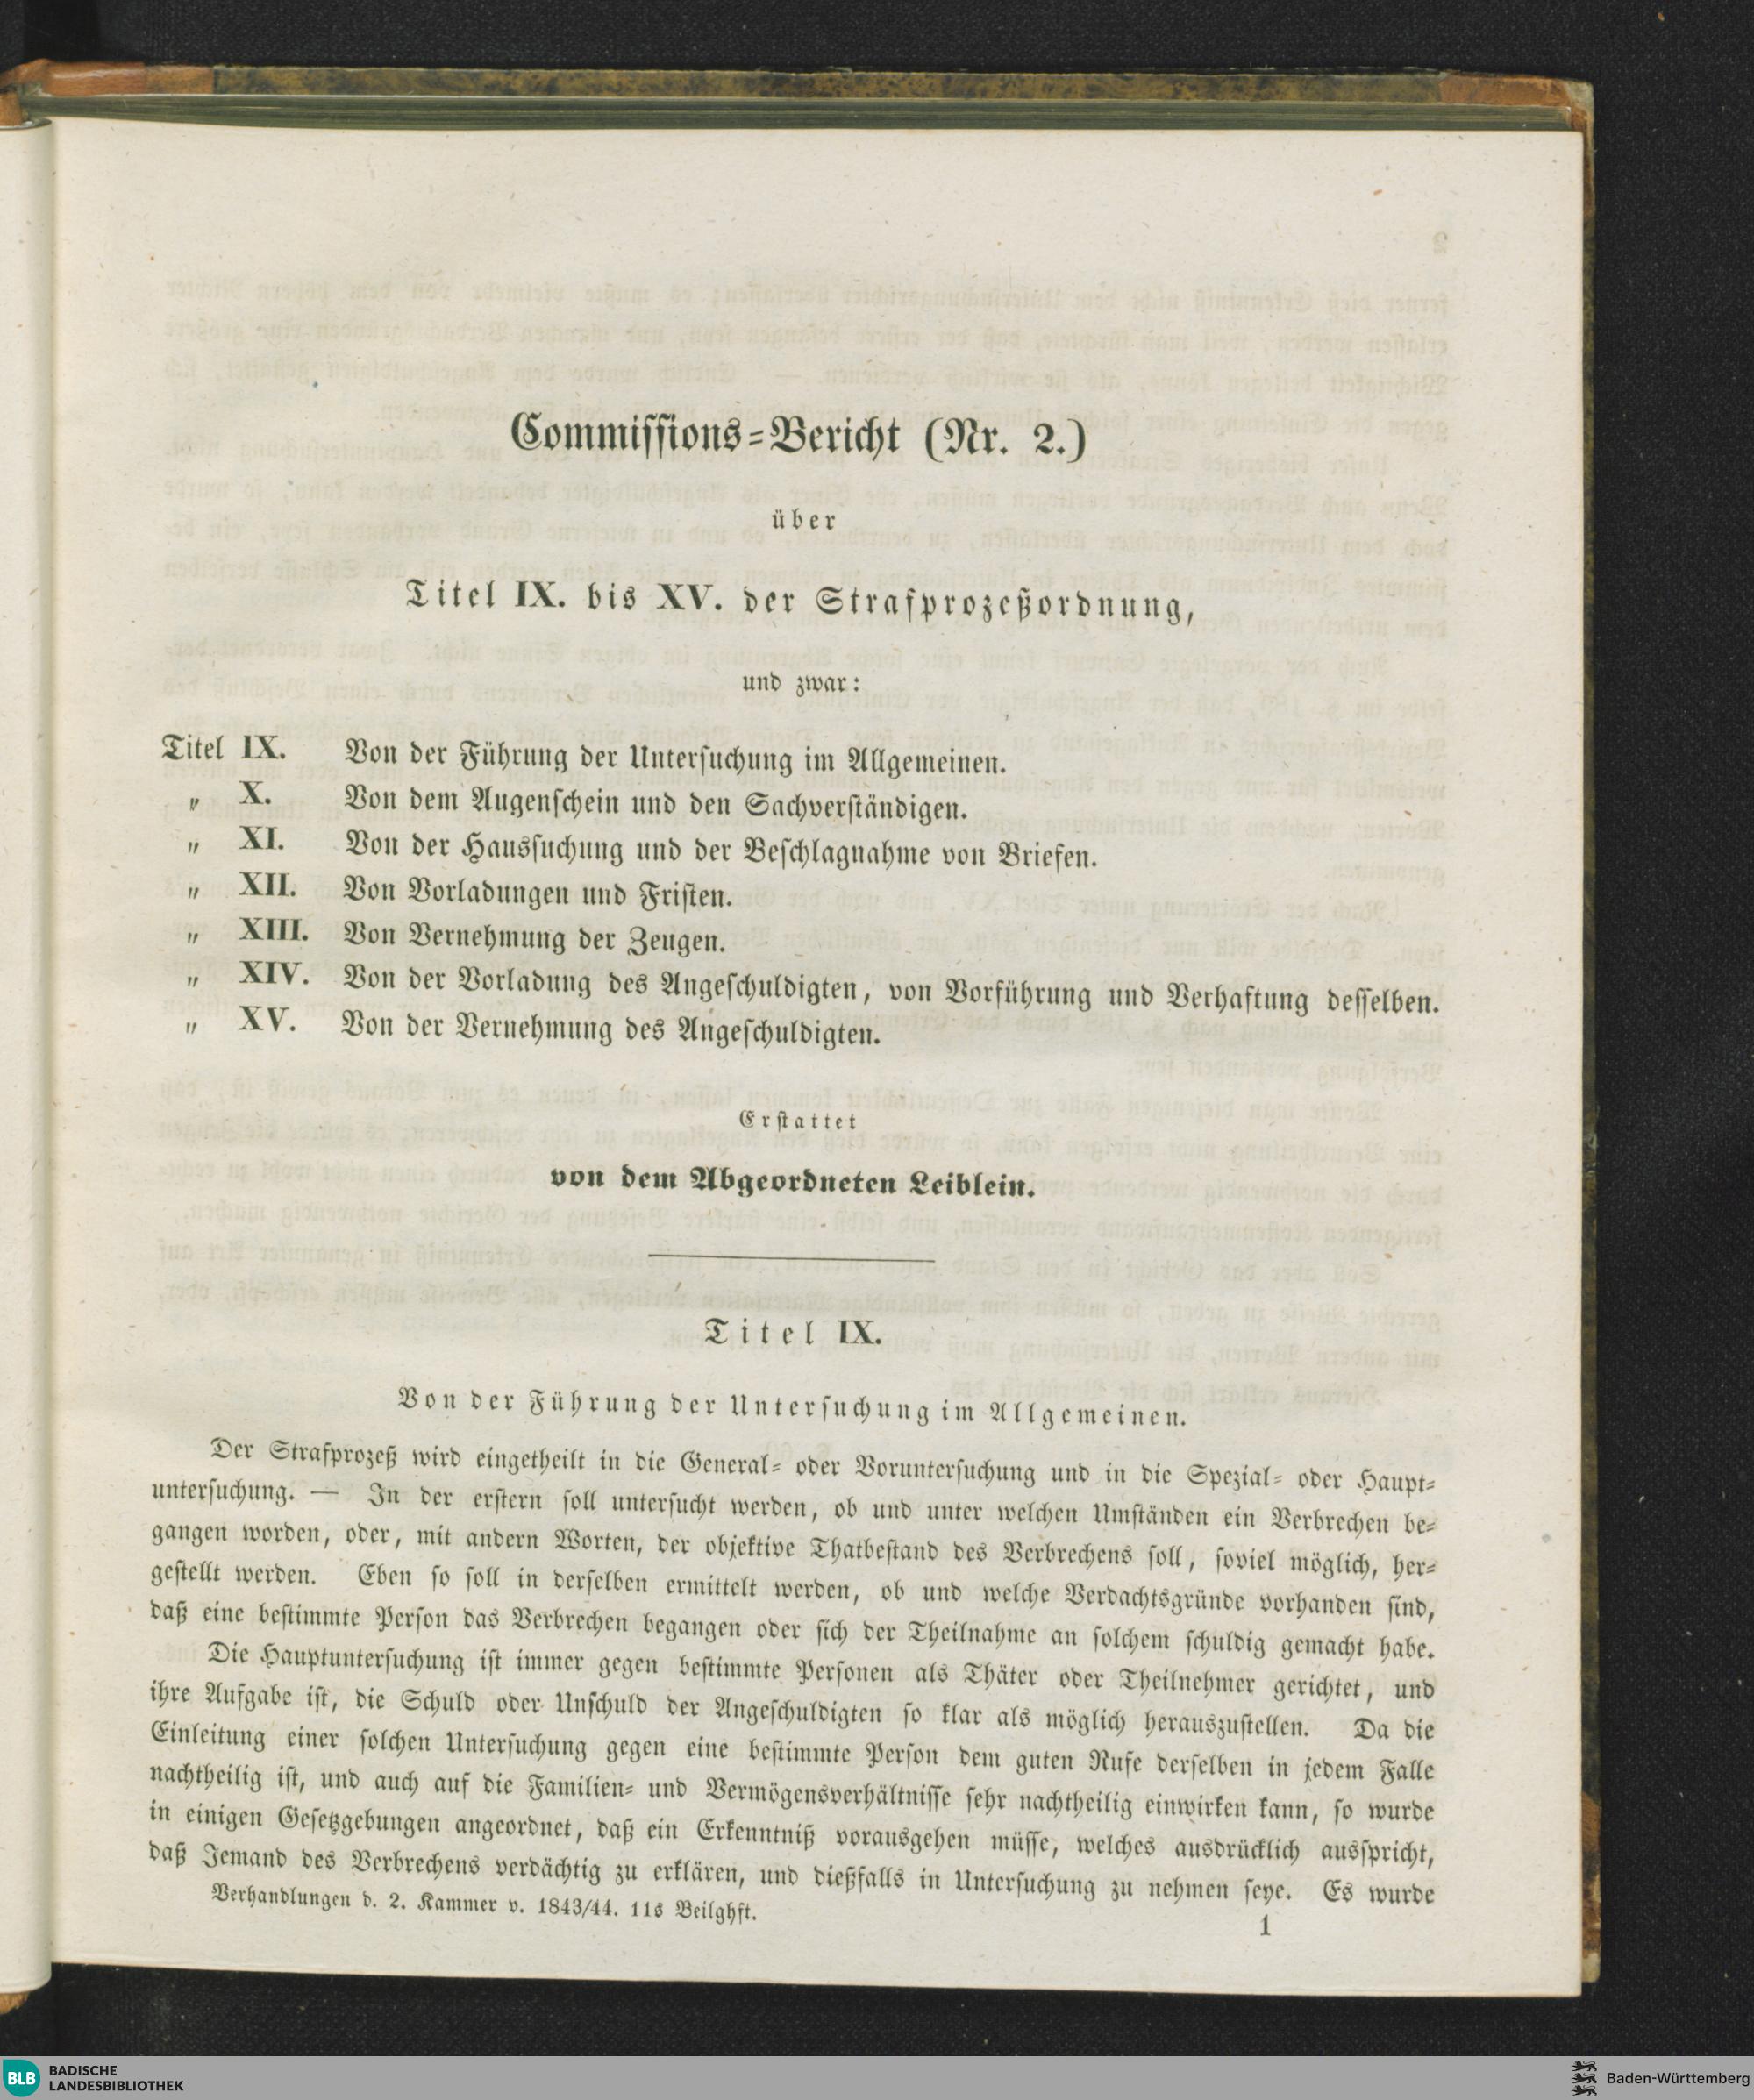 Commissions-Bericht (Nr. 2.)
über
Titel IX. bis XV. der Strafprozeßordnung,
und zwar:
Titel IX. Von der Führung der Untersuchung im Allgemeinen.
„ X. Von dem Augenschein und den Sachverständigen.
„ XI. Von der Haussuchung und der Beschlagnahme von Briefen.
„ XII. Von Vorladungen und Fristen.
„ XIII. Von Vernehmung der Zeugen.
„ XIV. Von der Vorladung des Angeschuldigten, von Vorführung und Verhaftung desselben.
„ XV. Von der Vernehmung des Angeschuldigten.
Erstattet
von dem Abgeordneten Leiblein.
Titel IX.
Von der Führung der Untersuchung im Allgemeinen.
Der Strafprozeß wird eingetheilt in die General- oder Voruntersuchung und in die Spezial- oder Haupt-
untersuchung. — In der erstern soll untersucht werden, ob und unter welchen Umständen ein Verbrechen be-
gangen worden, oder, mit andern Worten, der objektive Thatbestand des Verbrechens soll, soviel möglich, her-
gestellt werden. Eben so soll in derselben ermittelt werden, ob und welche Verdachtsgründe vorhanden sind,
daß eine bestimmte Person das Verbrechen begangen oder sich der Theilnahme an solchem schuldig gemacht habe.
Die Hauptuntersuchung ist immer gegen bestimmte Personen als Thäter oder Theilnehmer gerichtet, und
ihre Aufgabe ist, die Schuld oder Unschuld der Angeschuldigten so klar als möglich herauszustellen. Da die
Einleitung einer solchen Untersuchung gegen eine bestimmte Person dem guten Rufe derselben in jedem Falle
nachtheilig ist, und auch auf die Familien- und Vermögensverhältnisse sehr nachtheilig einwirken kann, so wurde
in einigen Gesetzgebungen angeordnet, daß ein Erkenntniß vorausgehen müsse, welches ausdrücklich ausspricht,
daß Jemand des Verbrechens verdächtig zu erklären, und dießfalls in Untersuchung zu nehmen seye. Es wurde
Verhandlungen d. 2. Kammer v. 1843/44. 11s Beilghft.
1
BLB BADISCHE
LANDESBIBLIOTHEK
Baden-Württemberg